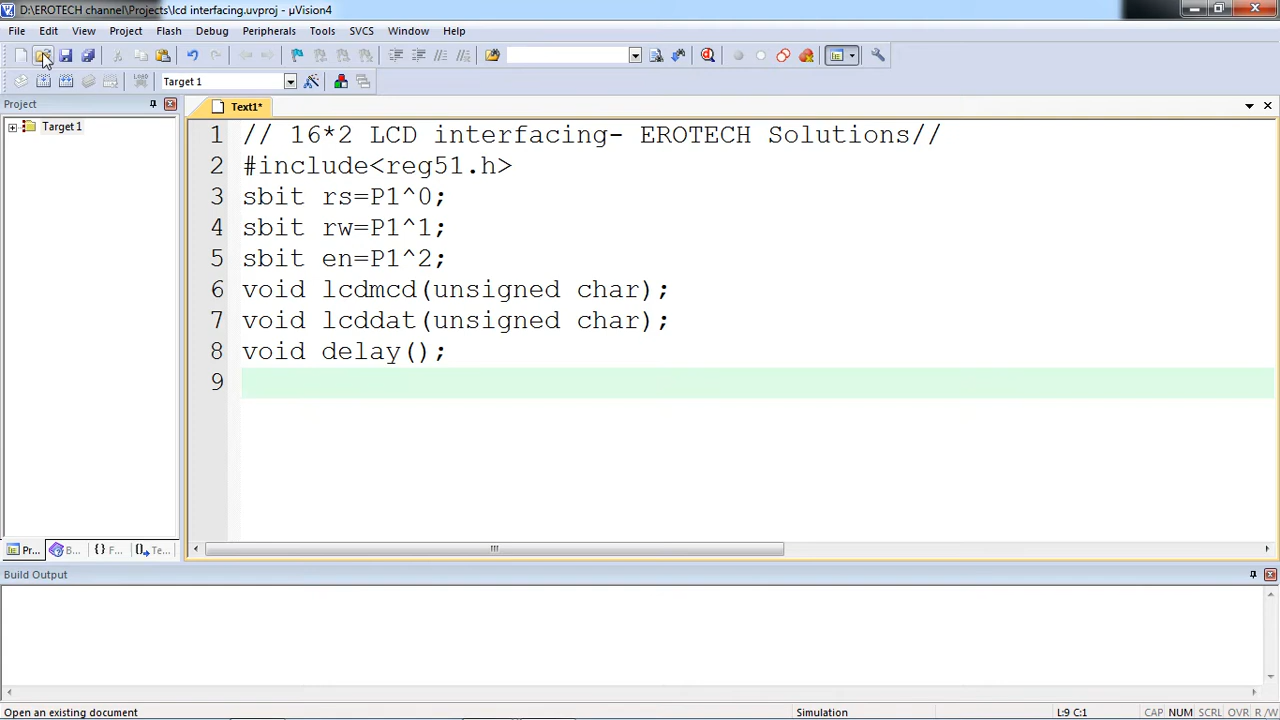 D:\EROTECH channel\Projects\lcd interfacing.uvproj - µVision4
File Edit View Project Flash Debug Peripherals Tools SVCS Window Help
LOAD Target 1
Project
Target 1
Text1*
1 // 16*2 LCD interfacing- EROTECH Solutions//
2 #include<reg51.h>
3 sbit rs=P1^0;
4 sbit rw=P1^1;
5 sbit en=P1^2;
6 void lcdmcd(unsigned char);
7 void lcddat(unsigned char);
8 void delay();
9
Pr... B... {} F... Te...
Build Output
Open an existing document Simulation L:9 C:1 CAP NUM SCRL OVR R/W